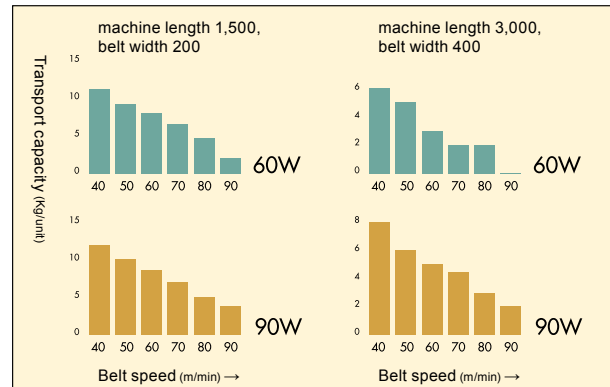 machine length 1,500,
belt width 200
machine length 3,000,
belt width 400
Transport capacity (Kg/unit)
15
10
5
0
40 50 60 70 80 90
60W
6
4
2
0
40 50 60 70 80 90
60W
15
10
5
0
40 50 60 70 80 90
90W
8
6
4
2
0
40 50 60 70 80 90
90W
Belt speed (m/min) →
Belt speed (m/min) →